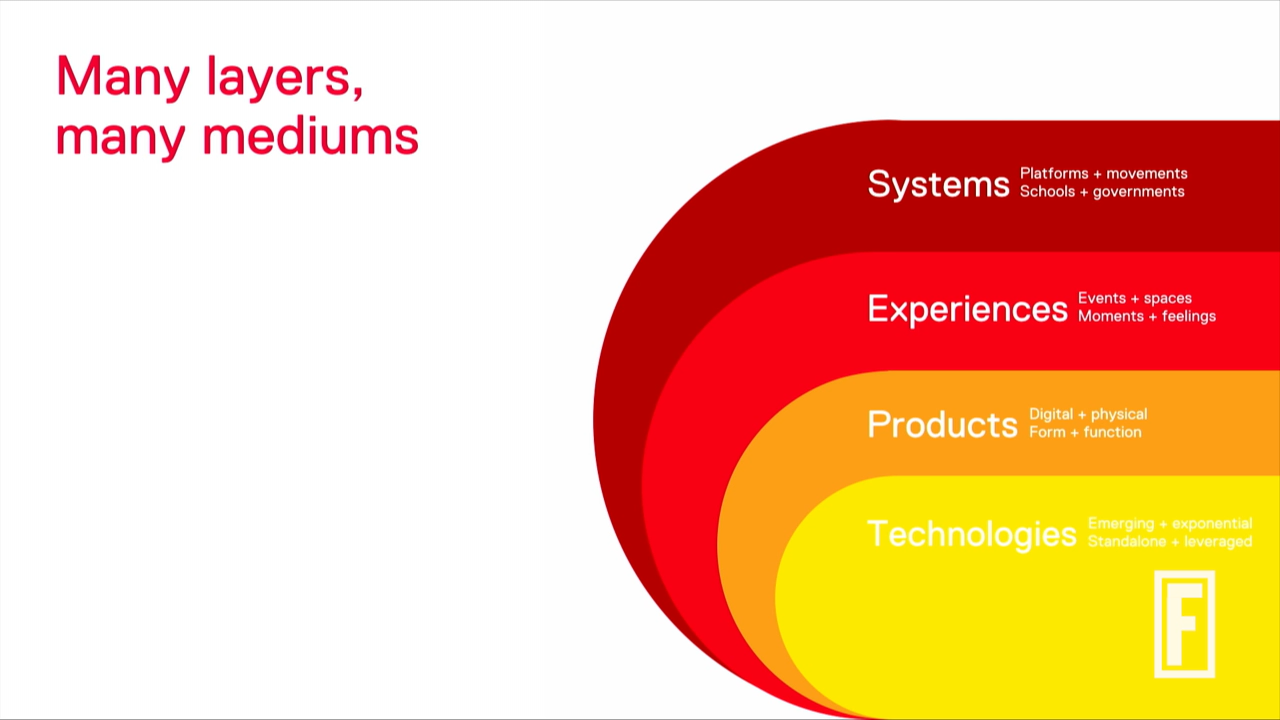 Many layers,
many mediums
Systems
Platforms + movements
Schools + governments
Experiences
Events + spaces
Moments + feelings
Products
Digital + physical
Form + function
Technologies
Emerging + exponential
Standalone + leveraged
F